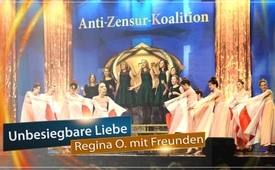 Anti-Zensur-Koalition
Unbesiegbare Liebe
Regina O. mit Freunden